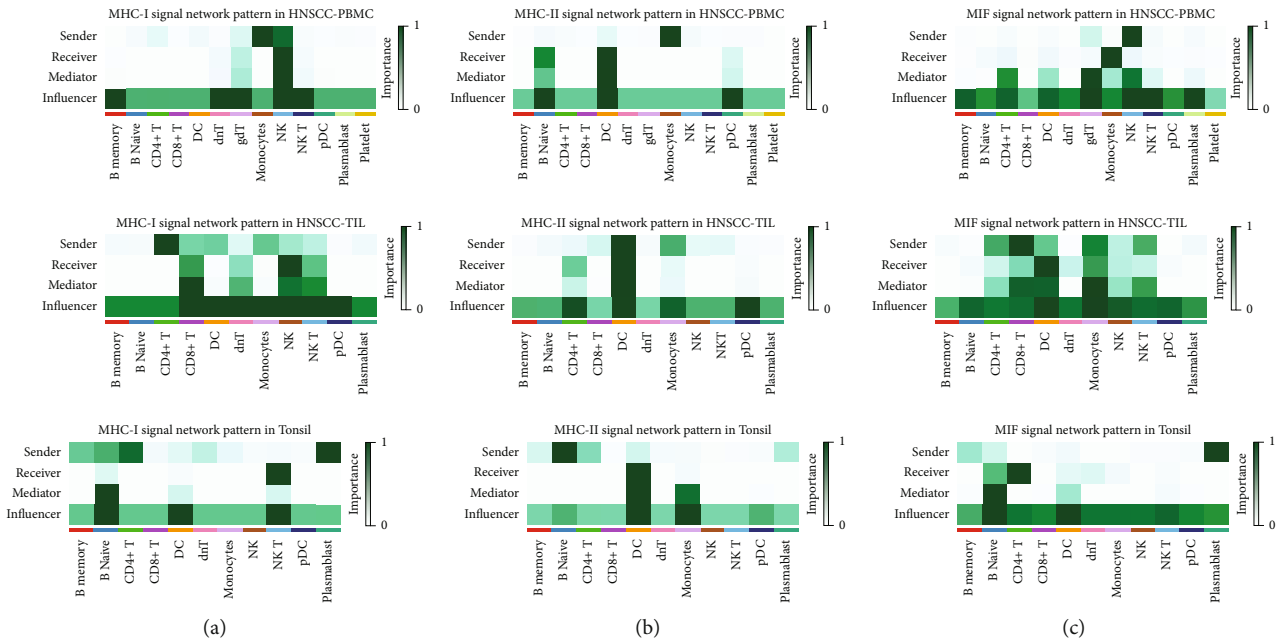 MHC-I signal network pattern in HNSCC-PBMC
Sender
Receiver
Mediator
Influencer
1
0
Importance
B memory
B Naive
CD4+ T
CD8+ T
DC
dnT
gdT
Monocytes
NK
NK T
pDC
Plasmablast
Platelet
MHC-I signal network pattern in HNSCC-TIL
Sender
Receiver
Mediator
Influencer
1
0
Importance
B memory
B Naive
CD4+ T
CD8+ T
DC
dnT
Monocytes
NK
NK T
pDC
Plasmablast
MHC-I signal network pattern in Tonsil
Sender
Receiver
Mediator
Influencer
1
0
Importance
B memory
B Naive
CD4+ T
CD8+ T
DC
dnT
Monocytes
NK
NK T
pDC
Plasmablast
(a)
MHC-II signal network pattern in HNSCC-PBMC
Sender
Receiver
Mediator
Influencer
1
0
Importance
B memory
B Naive
CD4+ T
CD8+ T
DC
dnT
gdT
Monocytes
NK
NK T
pDC
Plasmablast
Platelet
MHC-II signal network pattern in HNSCC-TIL
Sender
Receiver
Mediator
Influencer
1
0
Importance
B memory
B Naive
CD4+ T
CD8+ T
DC
dnT
Monocytes
NK
NKT
pDC
Plasmablast
MHC-II signal network pattern in Tonsil
Sender
Receiver
Mediator
Influencer
1
0
Importance
B memory
B Naive
CD4+ T
CD8+ T
DC
dnT
Monocytes
NK
NK T
pDC
Plasmablast
(b)
MIF signal network pattern in HNSCC-PBMC
Sender
Receiver
Mediator
Influencer
1
0
Importance
B memory
B Naive
CD4+ T
CD8+ T
DC
dnT
gdT
Monocytes
NK
NK T
pDC
Plasmablast
Platelet
MIF signal network pattern in HNSCC-TIL
Sender
Receiver
Mediator
Influencer
1
0
Importance
B memory
B Naive
CD4+ T
CD8+ T
DC
dnT
Monocytes
NK
NK T
pDC
Plasmablast
MIF signal network pattern in Tonsil
Sender
Receiver
Mediator
Influencer
1
0
Importance
B memory
B Naive
CD4+ T
CD8+ T
DC
dnT
Monocytes
NK
NK T
pDC
Plasmablast
(c)